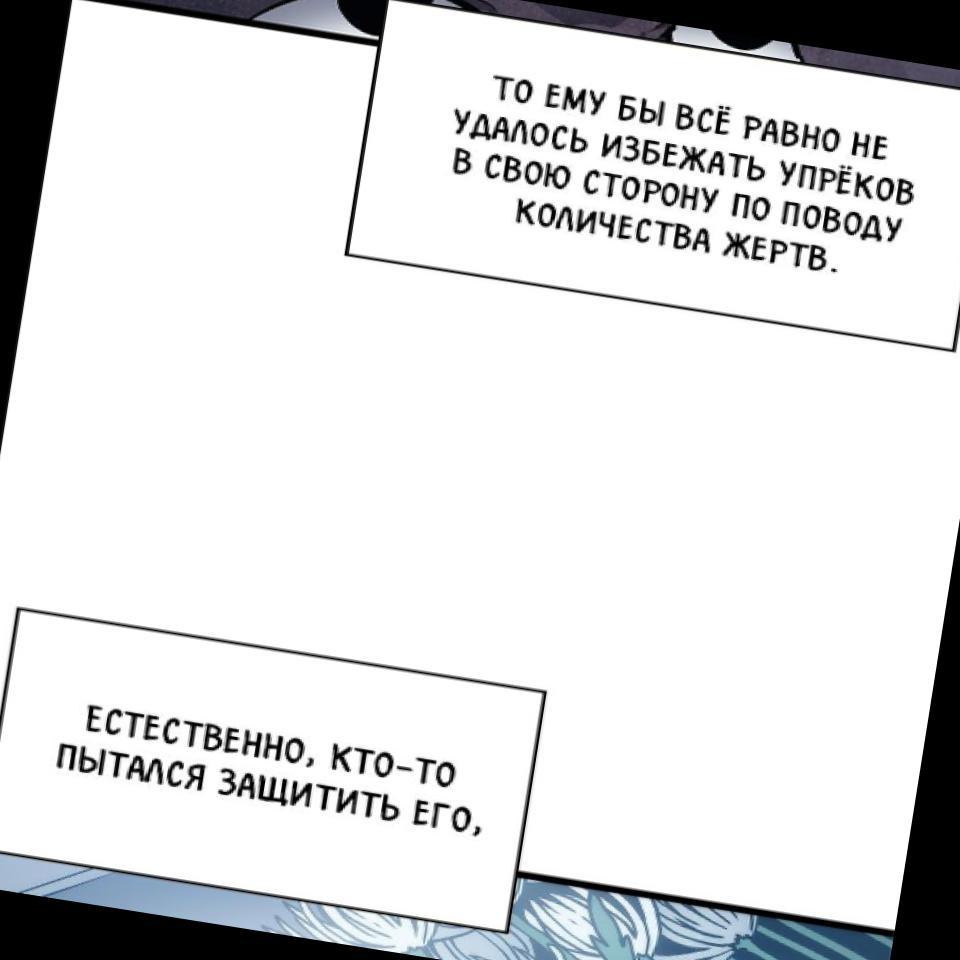 ТО ЕМУ БЫ ВСЁ РАВНО НЕ
УДАЛОСЬ ИЗБЕЖАТЬ УПРЁКОВ
В СВОЮ СТОРОНУ ПО ПОВОДУ
КОЛИЧЕСТВА ЖЕРТВ.
ЕСТЕСТВЕННО, КТО-ТО
ПЫТАЛСЯ ЗАЩИТИТЬ ЕГО,